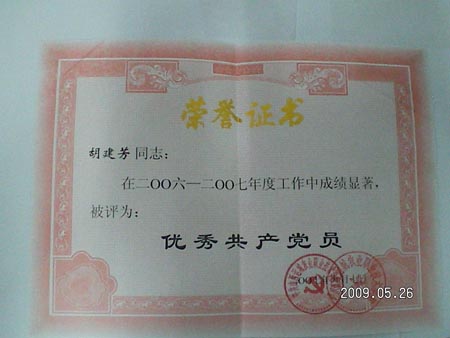 荣誉证书
胡建芳同志：
在二OO六—二OO七年度工作中成绩显著，
被评为：
优秀共产党员
2009.05.26